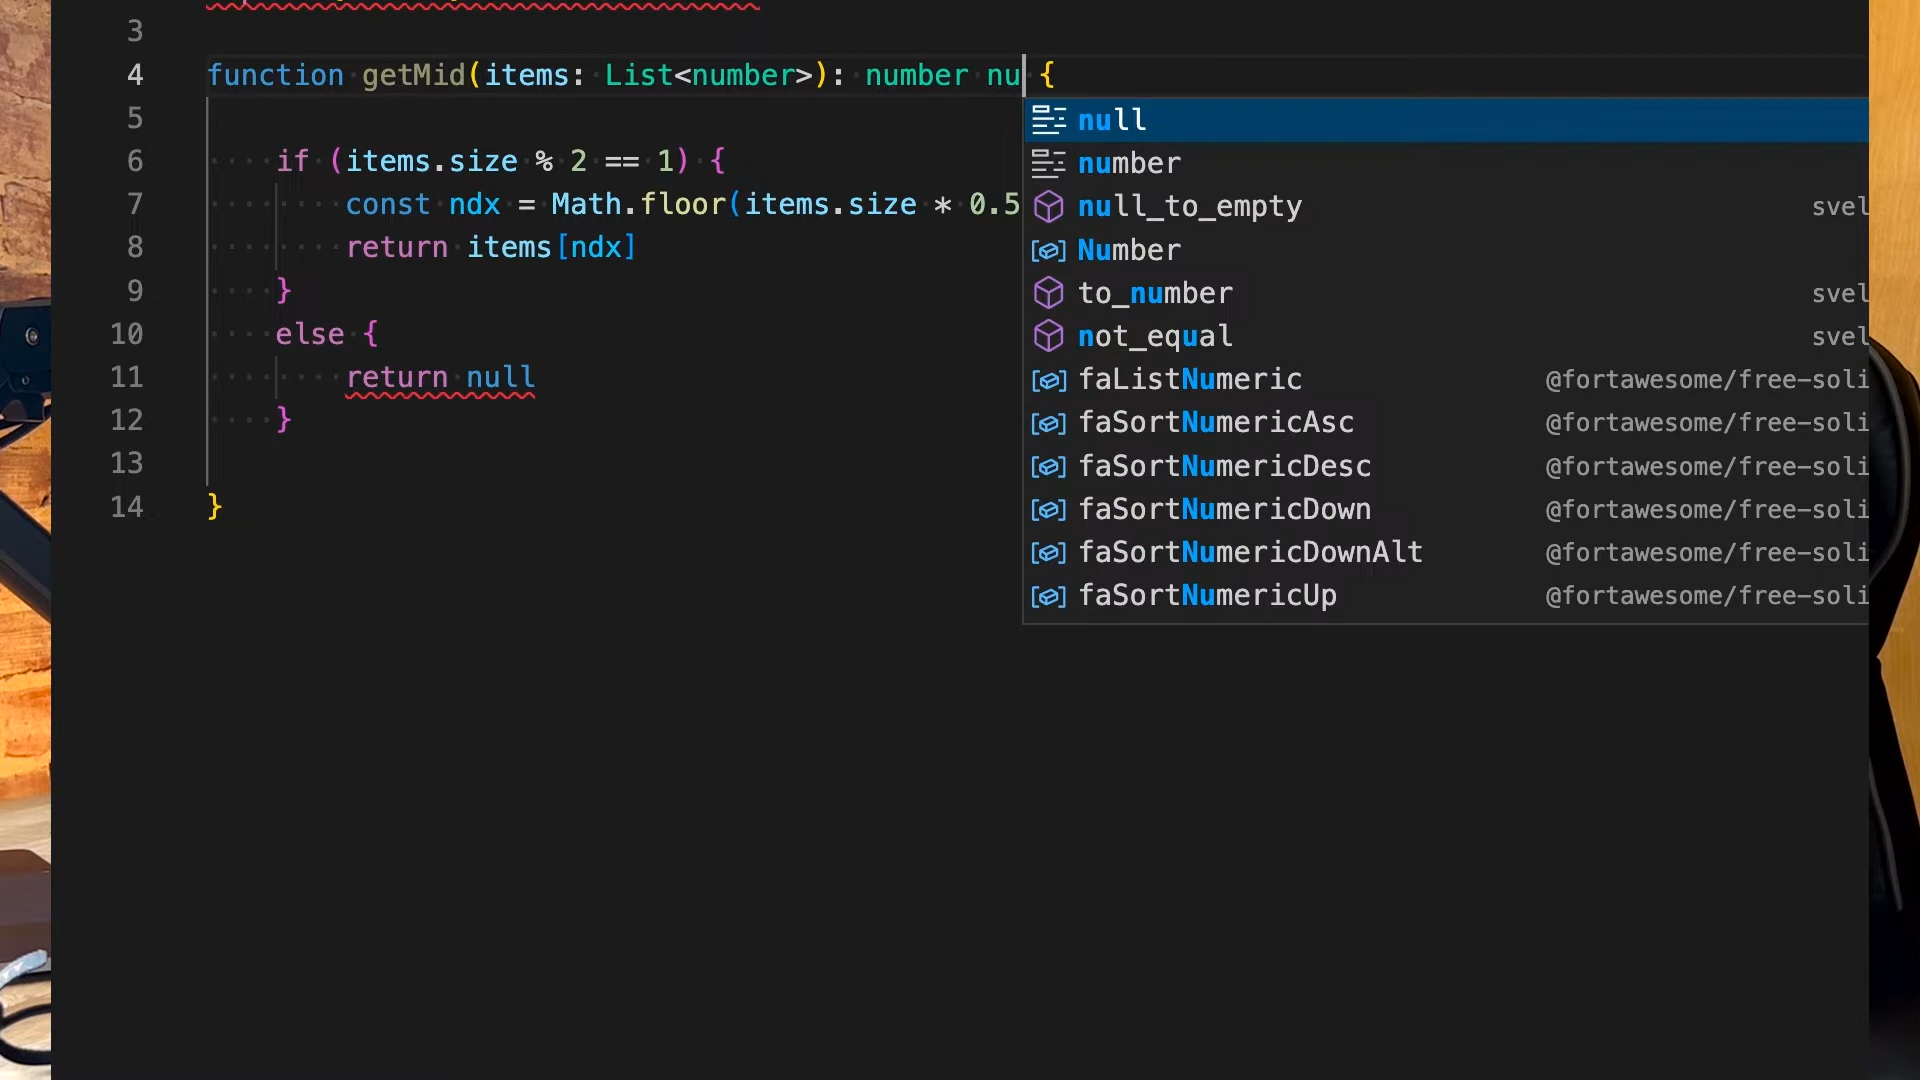 3
4 function getMid(items: List<number>): number nu {
5
6 if (items.size % 2 == 1) {
7 const ndx = Math.floor(items.size * 0.5
8 return items[ndx]
9 }
10 else {
11 return null
12 }
13
14 }
null
number
null_to_empty svel
Number
to_number svel
not_equal svel
faListNumeric @fortawesome/free-soli
faSortNumericAsc @fortawesome/free-soli
faSortNumericDesc @fortawesome/free-soli
faSortNumericDown @fortawesome/free-soli
faSortNumericDownAlt @fortawesome/free-soli
faSortNumericUp @fortawesome/free-soli